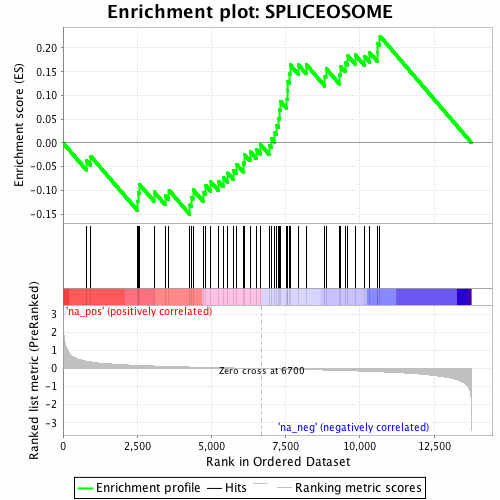 Enrichment plot: SPLICEOSOME
Enrichment score (ES)
0.20
0.15
0.10
0.05
0.00
-0.05
-0.10
-0.15
'na_pos' (positively correlated)
Ranked list metric (PreRanked)
3
2
1
0
-1
-2
-3
Zero cross at 6700
'na_neg' (negatively correlated)
0 2,500 5,000 7,500 10,000 12,500
Rank in Ordered Dataset
Enrichment profile Hits Ranking metric scores